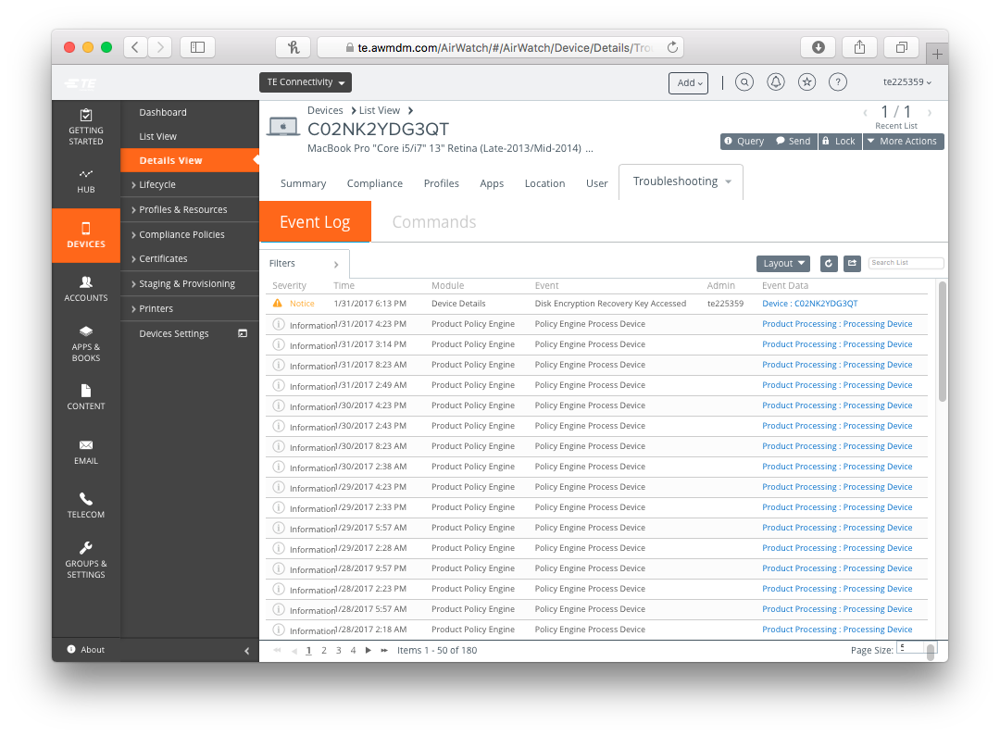 te.awmdm.com/AirWatch/#/AirWatch/Device/Details/Tro
TE
TE Connectivity
Add
te225359
GETTING STARTED
HUB
DEVICES
ACCOUNTS
APPS & BOOKS
CONTENT
EMAIL
TELECOM
GROUPS & SETTINGS
About
Dashboard
List View
Details View
Lifecycle
Profiles & Resources
Compliance Policies
Certificates
Staging & Provisioning
Printers
Devices Settings
Devices > List View >
C02NK2YDG3QT
MacBook Pro "Core i5/i7" 13" Retina (Late-2013/Mid-2014) ...
1 / 1
Recent List
Query Send Lock More Actions
Summary Compliance Profiles Apps Location User Troubleshooting
Event Log Commands
Filters > Layout Search List
Severity Time Module Event Admin Event Data
Notice 1/31/2017 6:13 PM Device Details Disk Encryption Recovery Key Accessed te225359 Device : C02NK2YDG3QT
Information 1/31/2017 4:23 PM Product Policy Engine Policy Engine Process Device Product Processing : Processing Device
Information 1/31/2017 3:14 PM Product Policy Engine Policy Engine Process Device Product Processing : Processing Device
Information 1/31/2017 8:23 AM Product Policy Engine Policy Engine Process Device Product Processing : Processing Device
Information 1/31/2017 2:49 AM Product Policy Engine Policy Engine Process Device Product Processing : Processing Device
Information 1/30/2017 4:23 PM Product Policy Engine Policy Engine Process Device Product Processing : Processing Device
Information 1/30/2017 2:43 PM Product Policy Engine Policy Engine Process Device Product Processing : Processing Device
Information 1/30/2017 8:23 AM Product Policy Engine Policy Engine Process Device Product Processing : Processing Device
Information 1/30/2017 2:38 AM Product Policy Engine Policy Engine Process Device Product Processing : Processing Device
Information 1/29/2017 4:23 PM Product Policy Engine Policy Engine Process Device Product Processing : Processing Device
Information 1/29/2017 2:33 PM Product Policy Engine Policy Engine Process Device Product Processing : Processing Device
Information 1/29/2017 5:57 AM Product Policy Engine Policy Engine Process Device Product Processing : Processing Device
Information 1/29/2017 2:28 AM Product Policy Engine Policy Engine Process Device Product Processing : Processing Device
Information 1/28/2017 9:57 PM Product Policy Engine Policy Engine Process Device Product Processing : Processing Device
Information 1/28/2017 2:23 PM Product Policy Engine Policy Engine Process Device Product Processing : Processing Device
Information 1/28/2017 5:57 AM Product Policy Engine Policy Engine Process Device Product Processing : Processing Device
Information 1/28/2017 2:18 AM Product Policy Engine Policy Engine Process Device Product Processing : Processing Device
1 2 3 4 Items 1 - 50 of 180 Page Size: